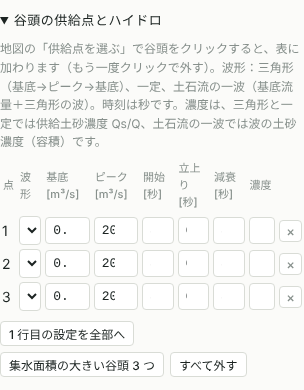 ▼ 谷頭の供給点とハイドロ
地図の「供給点を選ぶ」で谷頭をクリックすると、表に
加わります（もう一度クリックで外す）。波形：三角形
（基底→ピーク→基底）、一定、土石流の一波（基底流
量＋三角形の波）。時刻は秒です。濃度は、三角形と一
定では供給土砂濃度 Qs/Q、土石流の一波では波の土砂
濃度（容積）です。
点 波形 基底 [m³/s] ピーク [m³/s] 開始 [秒] 立上り [秒] 減衰 [秒] 濃度
1 0. 20 ×
2 0. 20 ×
3 0. 20 ×
1 行目の設定を全部へ
集水面積の大きい谷頭 3 つ すべて外す